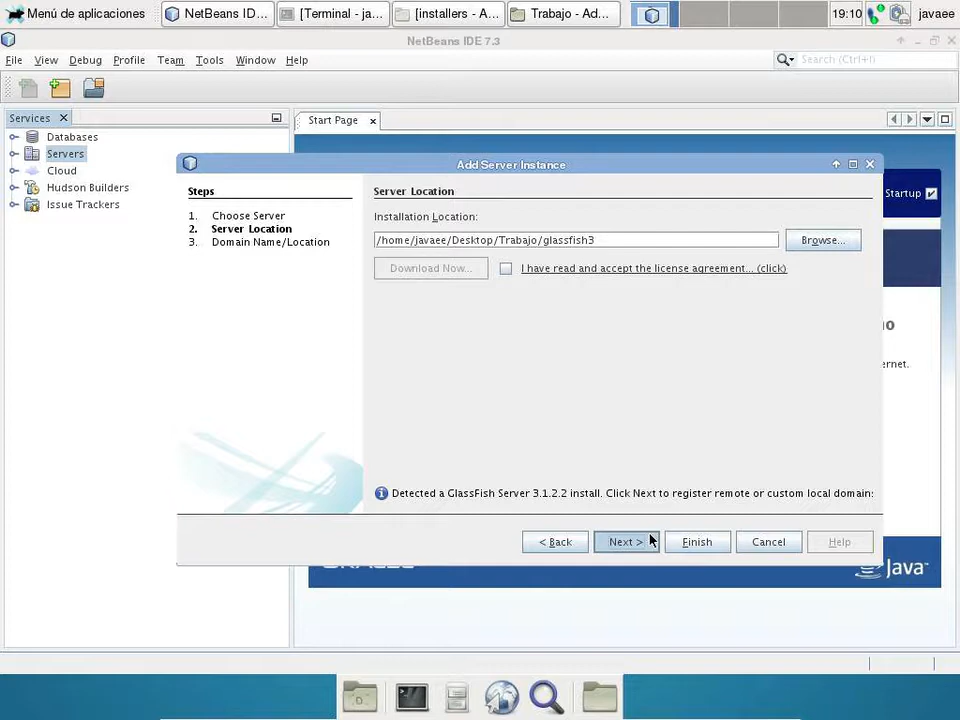 Menú de aplicaciones
NetBeans ID...
[Terminal - ja...
[installers - A...
Trabajo - Ad...
19:10
javaee
NetBeans IDE 7.3
File View Debug Profile Team Tools Window Help
Search (Ctrl+I)
Services
Start Page
Databases
Servers
Cloud
Hudson Builders
Issue Trackers
Startup
Add Server Instance
Steps
1. Choose Server
2. Server Location
3. Domain Name/Location
Server Location
Installation Location:
/home/javaee/Desktop/Trabajo/glassfish3
Browse...
Download Now...
I have read and accept the license agreement... (click)
ernet.
Detected a GlassFish Server 3.1.2.2 install. Click Next to register remote or custom local domain:
< Back
Next >
Finish
Cancel
Help
Java